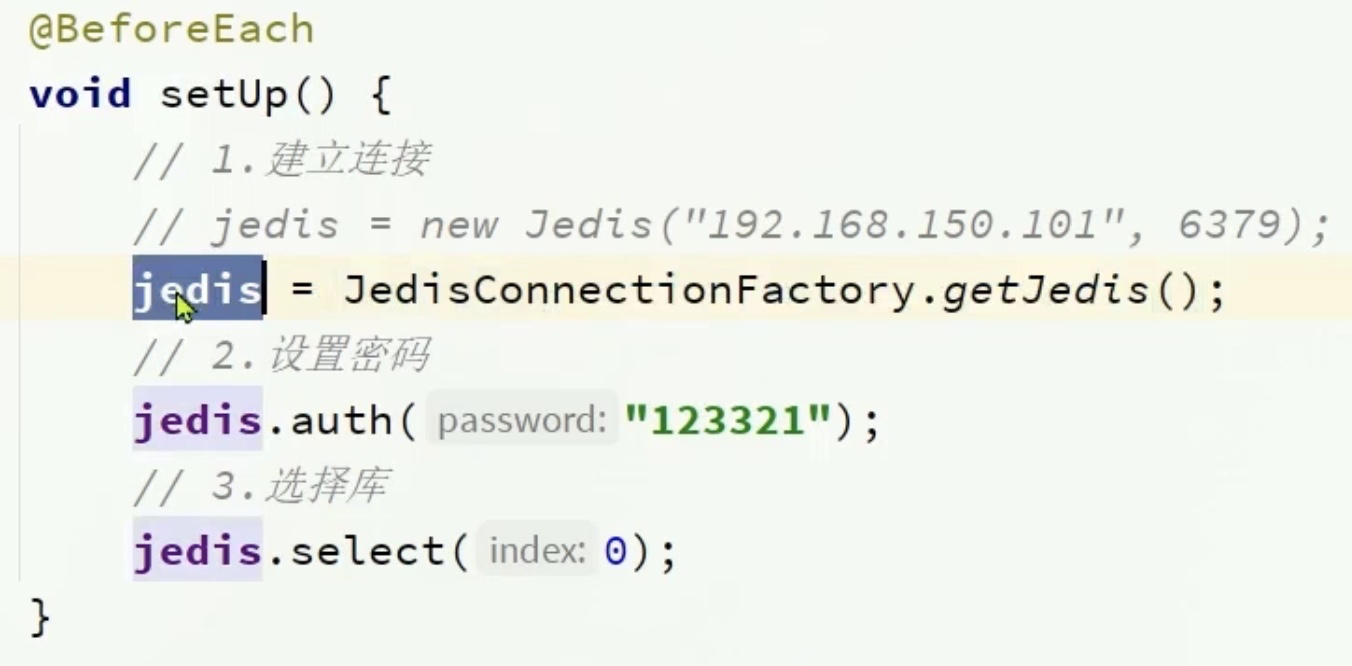 @BeforeEach
void setUp() {
// 1.建立连接
// jedis = new Jedis("192.168.150.101", 6379);
jedis = JedisConnectionFactory.getJedis();
// 2.设置密码
jedis.auth( password: "123321");
// 3.选择库
jedis.select( index: 0);
}